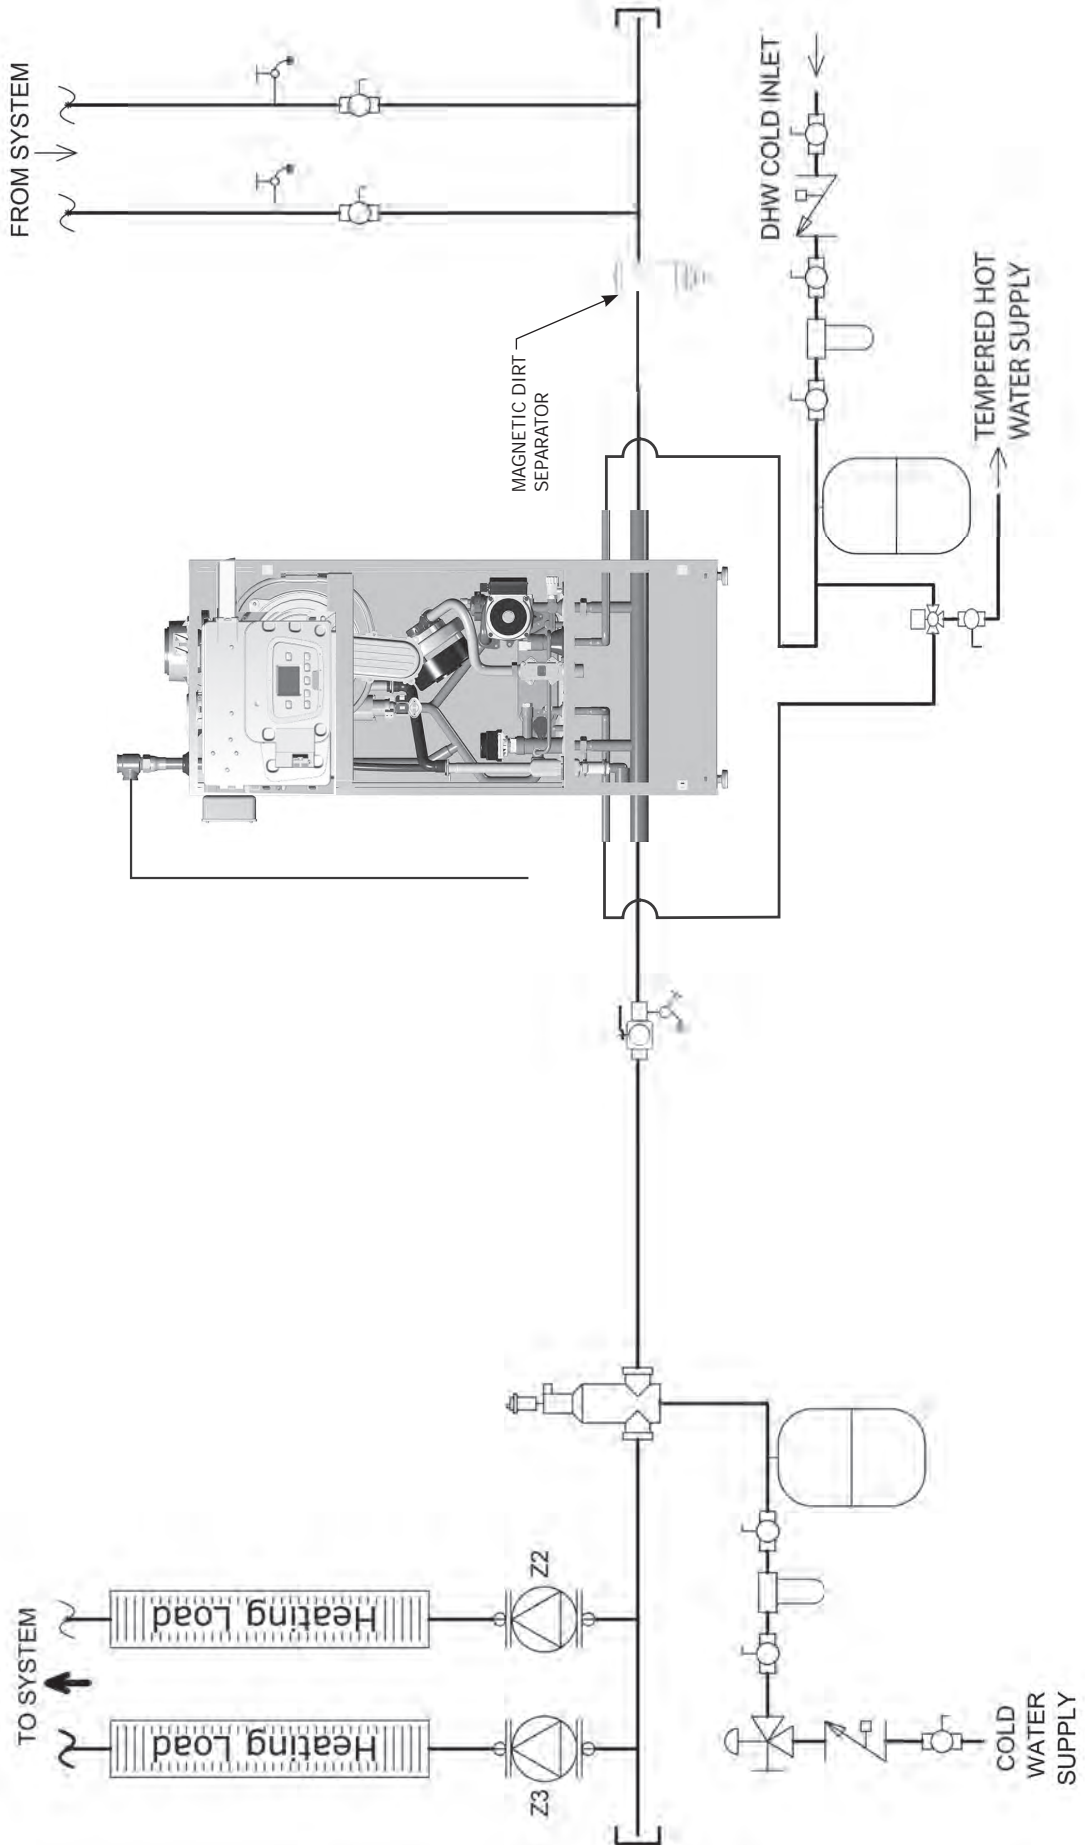 TO SYSTEM
Heating Load
Heating Load
Z3
Z2
COLD
WATER
SUPPLY
FROM SYSTEM
MAGNETIC DIRT
SEPARATOR
DHW COLD INLET
TEMPERED HOT
WATER SUPPLY